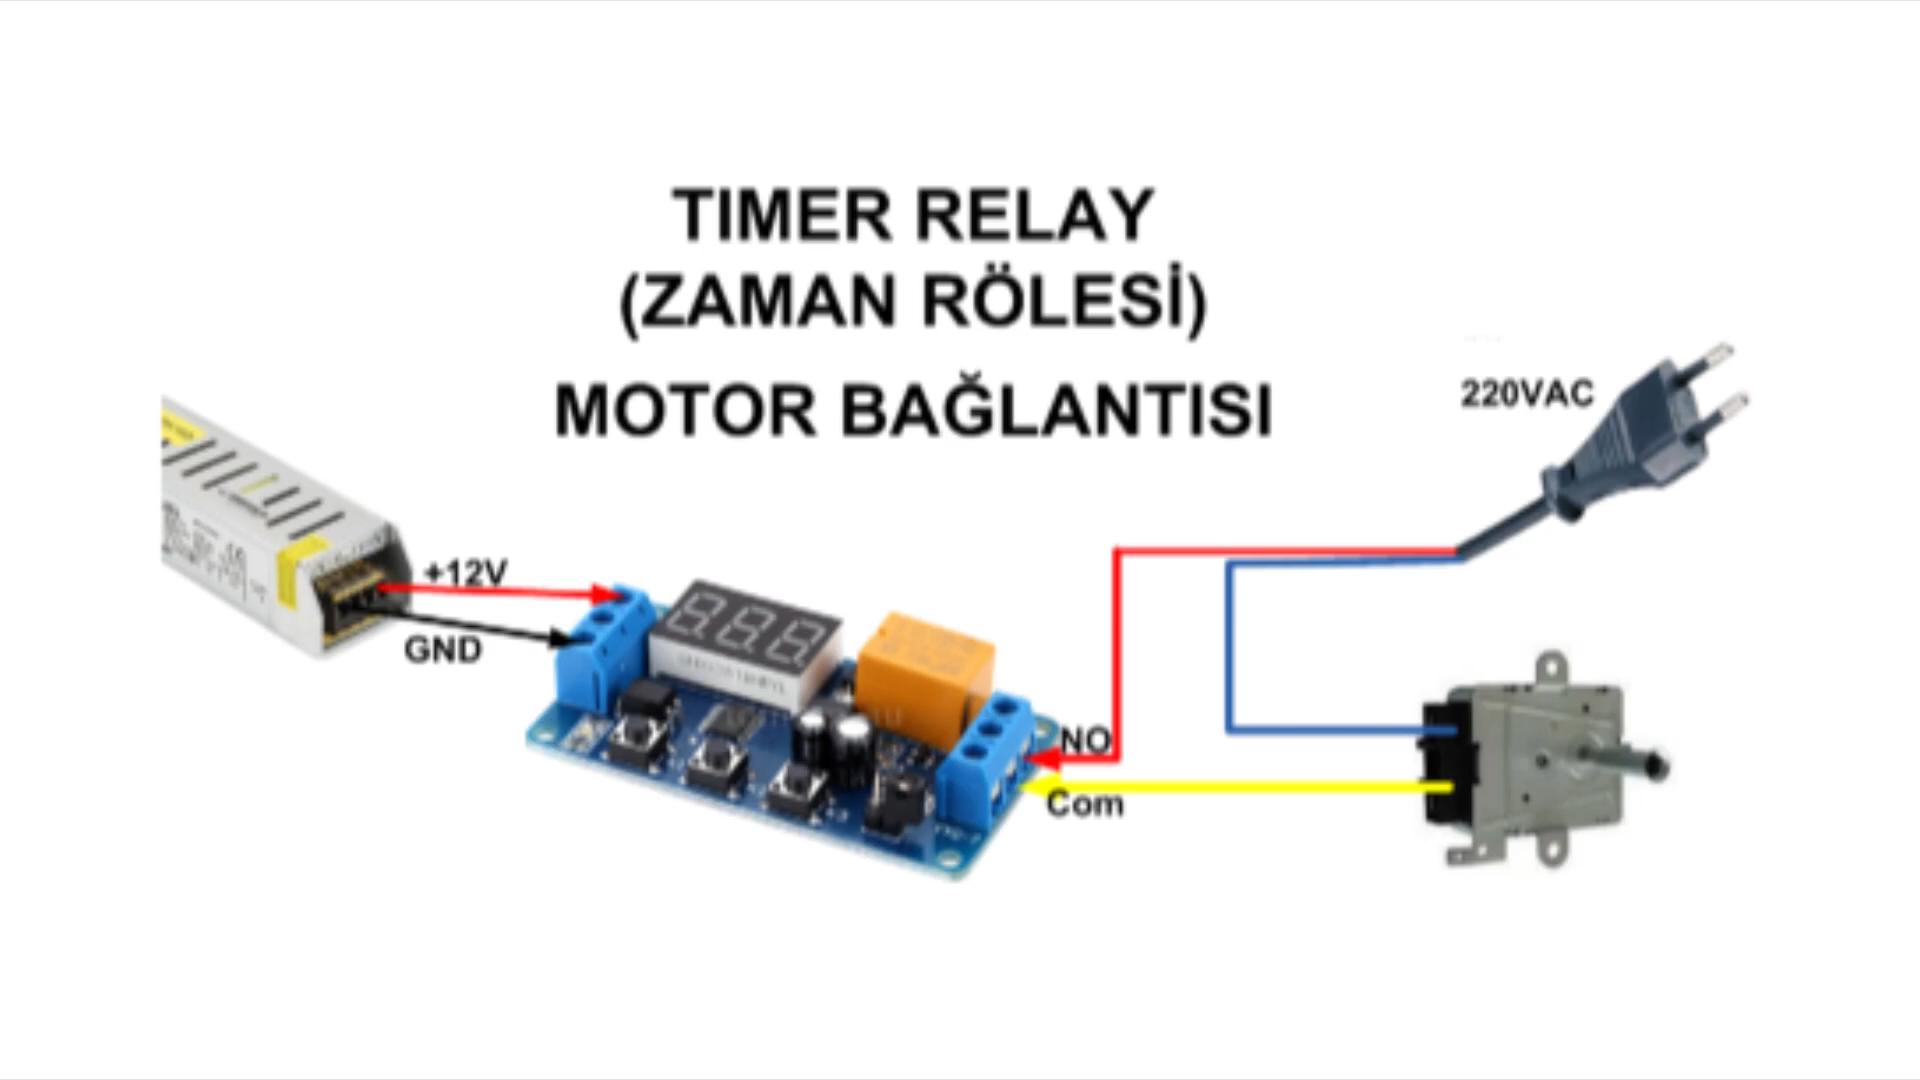 TIMER RELAY
(ZAMAN RÖLESİ)
MOTOR BAĞLANTISI
220VAC
+12V
GND
NO
Com